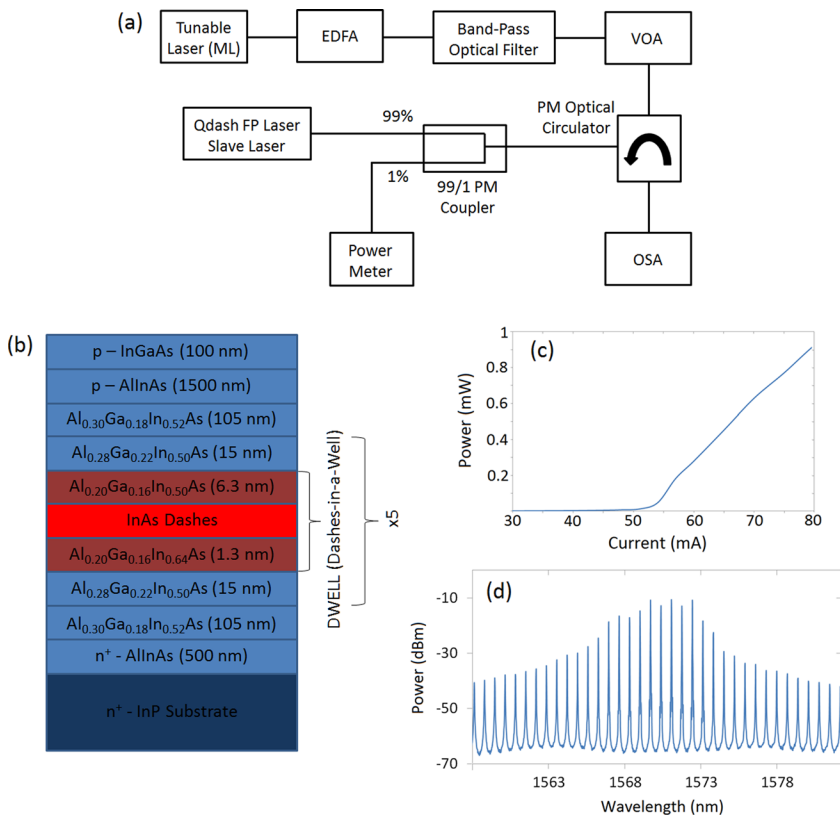 (a)
Tunable
Laser (ML)
EDFA
Band-Pass
Optical Filter
VOA
Qdash FP Laser
Slave Laser
99%
1%
99/1 PM
Coupler
PM Optical
Circulator
Power
Meter
OSA
(b)
p – InGaAs (100 nm)
p – AlInAs (1500 nm)
Al0.30Ga0.18In0.52As (105 nm)
Al0.28Ga0.22In0.50As (15 nm)
Al0.20Ga0.16In0.50As (6.3 nm)
InAs Dashes
Al0.20Ga0.16In0.64As (1.3 nm)
Al0.28Ga0.22In0.50As (15 nm)
Al0.30Ga0.18In0.52As (105 nm)
n+ - AlInAs (500 nm)
n+ - InP Substrate
DWELL (Dashes-in-a-Well)
x5
(c)
Power (mW)
1
0.8
0.6
0.4
0.2
30 40 50 60 70 80
Current (mA)
(d)
Power (dBm)
-10
-30
-50
-70
1563 1568 1573 1578
Wavelength (nm)